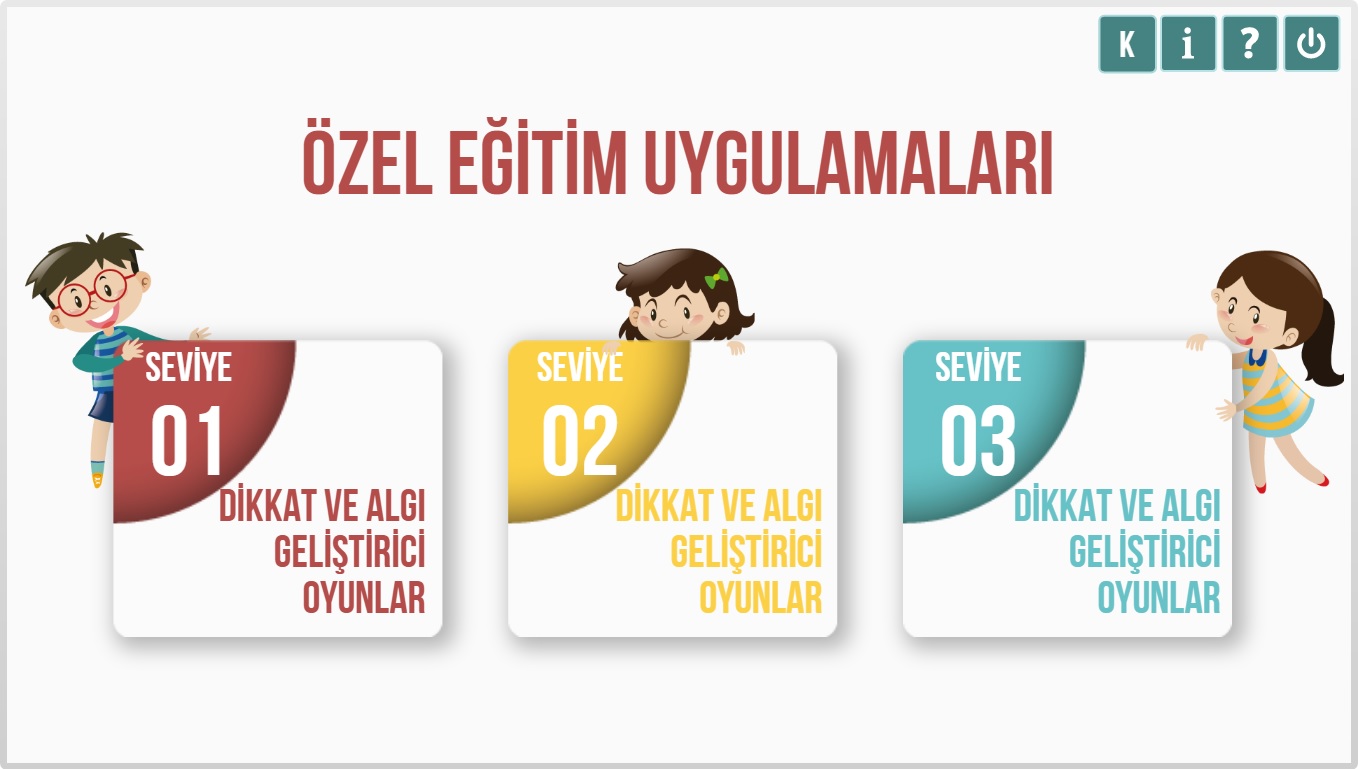 K i ?
ÖZEL EĞİTİM UYGULAMALARI
SEVİYE
01
DİKKAT VE ALGI
GELİŞTİRİCİ
OYUNLAR
SEVİYE
02
DİKKAT VE ALGI
GELİŞTİRİCİ
OYUNLAR
SEVİYE
03
DİKKAT VE ALGI
GELİŞTİRİCİ
OYUNLAR